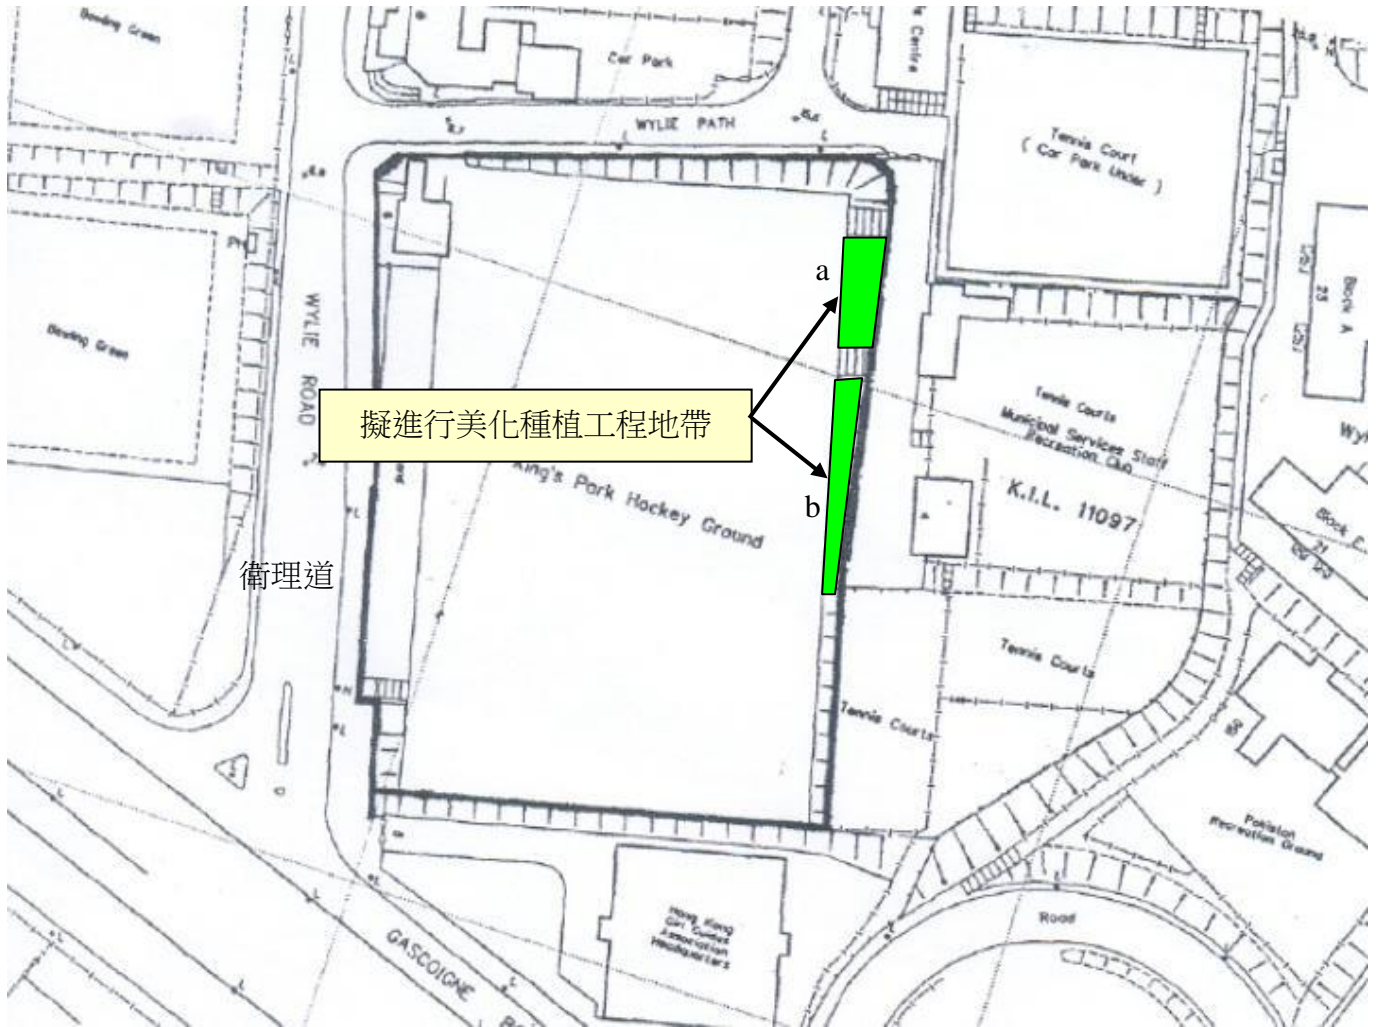 Bowling Green
Car Park
Centre
WYLIE PATH
Tennis Court
( Car Park Under )
a
Block A
23
WYLIE ROAD
Bowling Green
擬進行美化種植工程地帶
King's Park Hockey Ground
b
Tennis Courts
Municipal Services Staff
Recreation Club
K.I.L. 11097
衛理道
Tennis Courts
Tennis Courts
Pakistan
Recreation Ground
Hong Kong
Girl Guides
Association
Headquarters
Road
GASCOIGNE